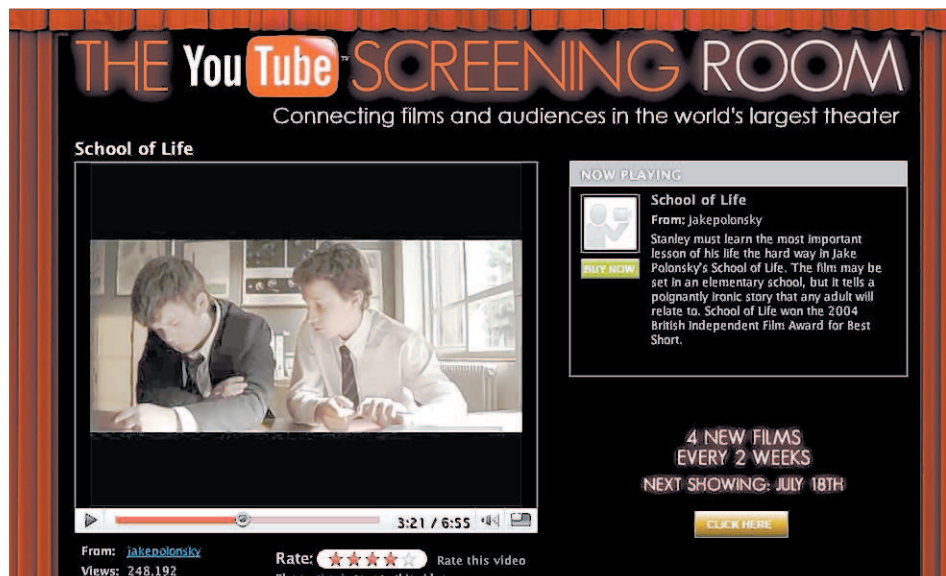 THE YouTube™ SCREENING ROOM
Connecting films and audiences in the world's largest theater
School of Life
3:21 / 6:55
From: jakepolonsky
Views: 248,192
Rate: Rate this video
NOW PLAYING
School of Life
From: jakepolonsky
BUY NOW
Stanley must learn the most important
lesson of his life the hard way in Jake
Polonsky's School of Life. The film may be
set in an elementary school, but it tells a
poignantly ironic story that any adult will
relate to. School of Life won the 2004
British Independent Film Award for Best
Short.
4 NEW FILMS
EVERY 2 WEEKS
NEXT SHOWING: JULY 18TH
CLICK HERE